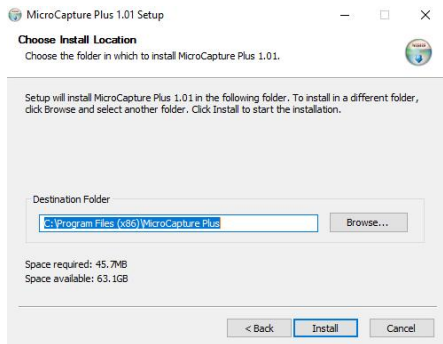 MicroCapture Plus 1.01 Setup
Choose Install Location
Choose the folder in which to install MicroCapture Plus 1.01.
Setup will install MicroCapture Plus 1.01 in the following folder. To install in a different folder,
click Browse and select another folder. Click Install to start the installation.
Destination Folder
C:\Program Files (x86)\MicroCapture Plus
Browse...
Space required: 45.7MB
Space available: 63.1GB
< Back
Install
Cancel